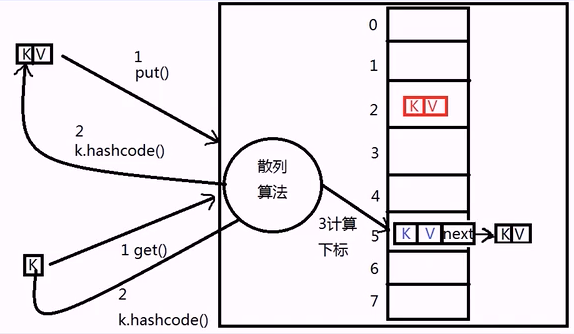 K V
1
put()
2
k.hashcode()
散列
算法
3计算
下标
K
1 get()
2
k.hashcode()
0
1
2
K V
3
4
5
K V next
K V
6
7